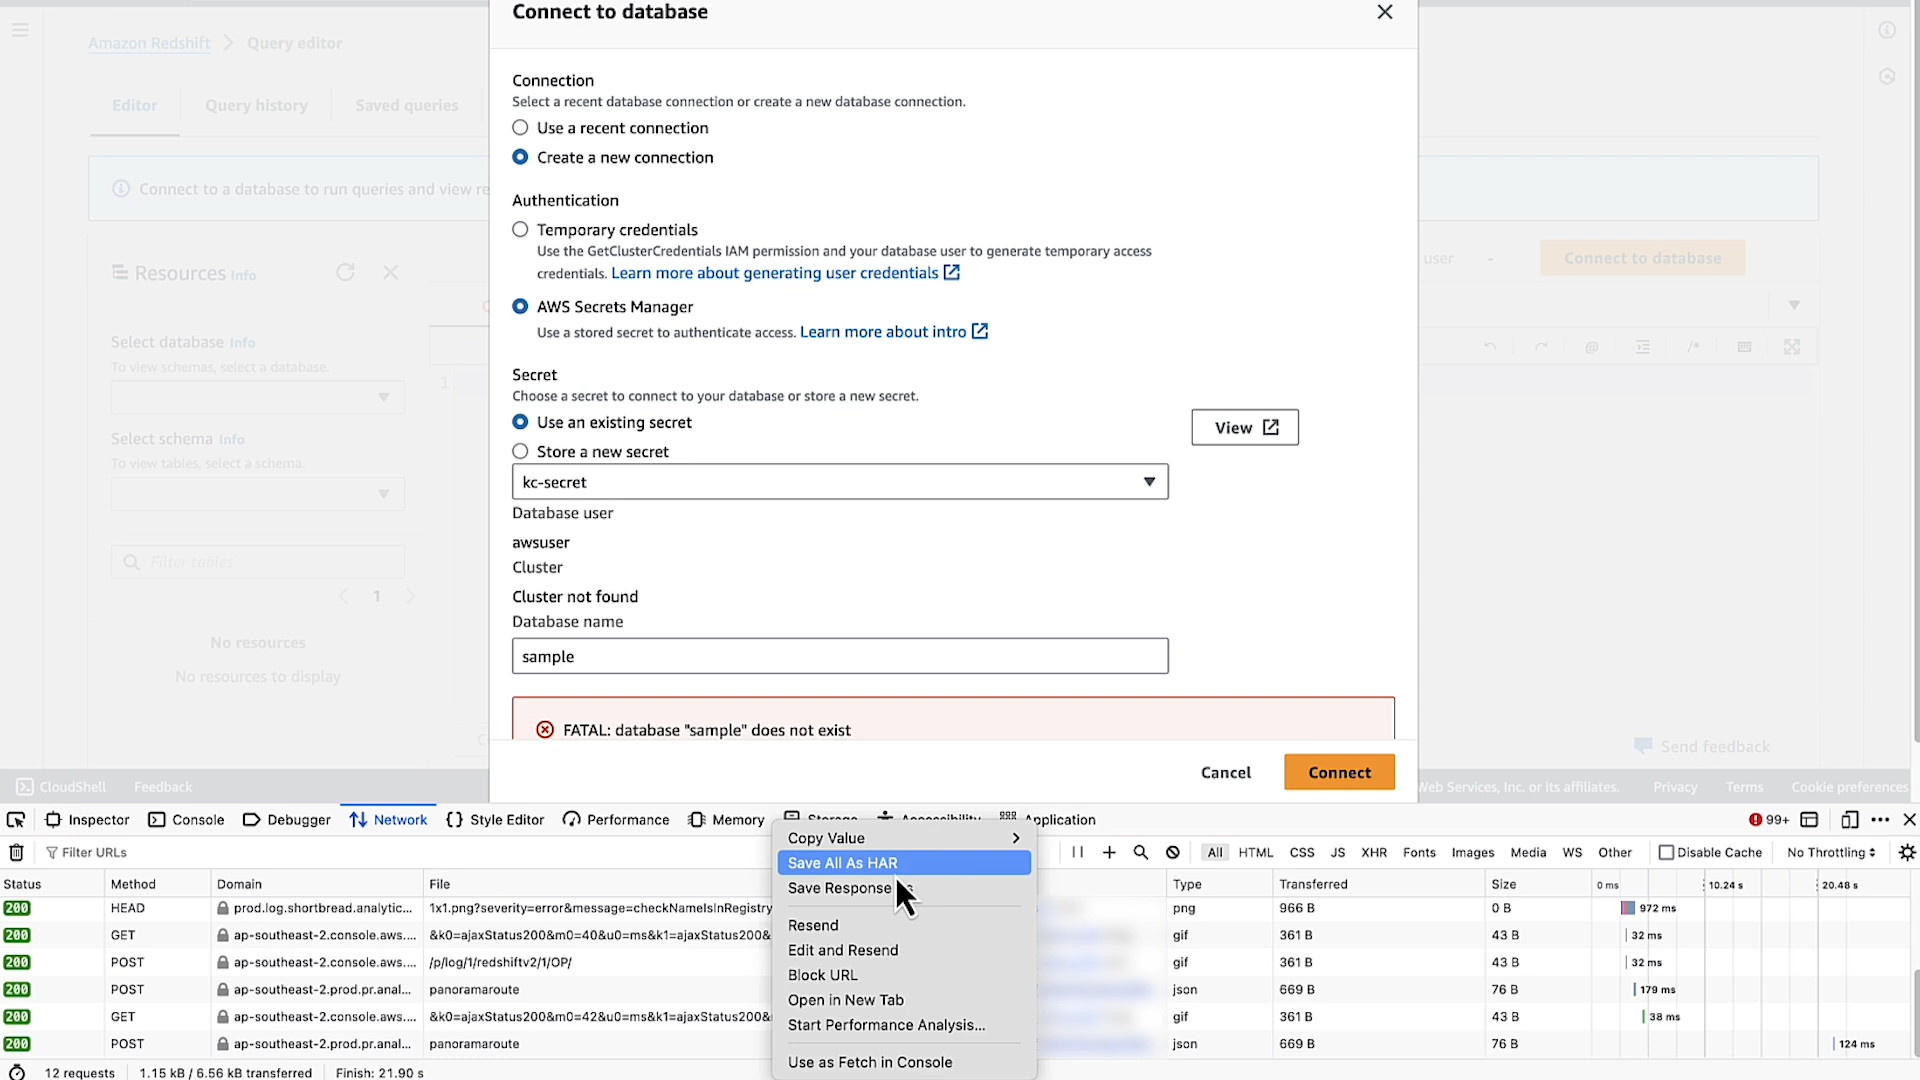 Connect to database
Amazon Redshift
Query editor
Editor
Query history
Saved queries
Connect to a database to run queries and view re
Resources Info
Select database Info
To view schemas, select a database.
Select schema Info
To view tables, select a schema.
Filter tables
1
No resources
No resources to display
1
Connection
Select a recent database connection or create a new database connection.
Use a recent connection
Create a new connection
Authentication
Temporary credentials
Use the GetClusterCredentials IAM permission and your database user to generate temporary access
credentials. Learn more about generating user credentials
AWS Secrets Manager
Use a stored secret to authenticate access. Learn more about intro
Secret
Choose a secret to connect to your database or store a new secret.
Use an existing secret
View
Store a new secret
kc-secret
Database user
awsuser
Cluster
Cluster not found
Database name
sample
FATAL: database "sample" does not exist
Cancel
Connect
user
-
Connect to database
Send feedback
CloudShell
Feedback
Web Services, Inc. or its affiliates.
Privacy
Terms
Cookie preferences
Inspector
Console
Debugger
Network
Style Editor
Performance
Memory
Storage
Accessibility
Application
99+
Filter URLs
All
HTML
CSS
JS
XHR
Fonts
Images
Media
WS
Other
Disable Cache
No Throttling
Status
Method
Domain
File
Type
Transferred
Size
0 ms
10.24 s
20.48 s
200 HEAD prod.log.shortbread.analytic... 1x1.png?severity=error&message=checkNameIsInRegistry png 966 B 0 B 972 ms
200 GET ap-southeast-2.console.aws.... &k0=ajaxStatus200&m0=40&u0=ms&k1=ajaxStatus200& gif 361 B 43 B 32 ms
200 POST ap-southeast-2.console.aws.... /p/log/1/redshiftv2/1/OP/ gif 361 B 43 B 32 ms
200 POST ap-southeast-2.prod.pr.anal... panoramaroute json 669 B 76 B 179 ms
200 GET ap-southeast-2.console.aws.... &k0=ajaxStatus200&m0=42&u0=ms&k1=ajaxStatus200& gif 361 B 43 B 38 ms
200 POST ap-southeast-2.prod.pr.anal... panoramaroute json 669 B 76 B 124 ms
12 requests
1.15 kB / 6.56 kB transferred
Finish: 21.90 s
Copy Value
Save All As HAR
Save Response
Resend
Edit and Resend
Block URL
Open in New Tab
Start Performance Analysis...
Use as Fetch in Console